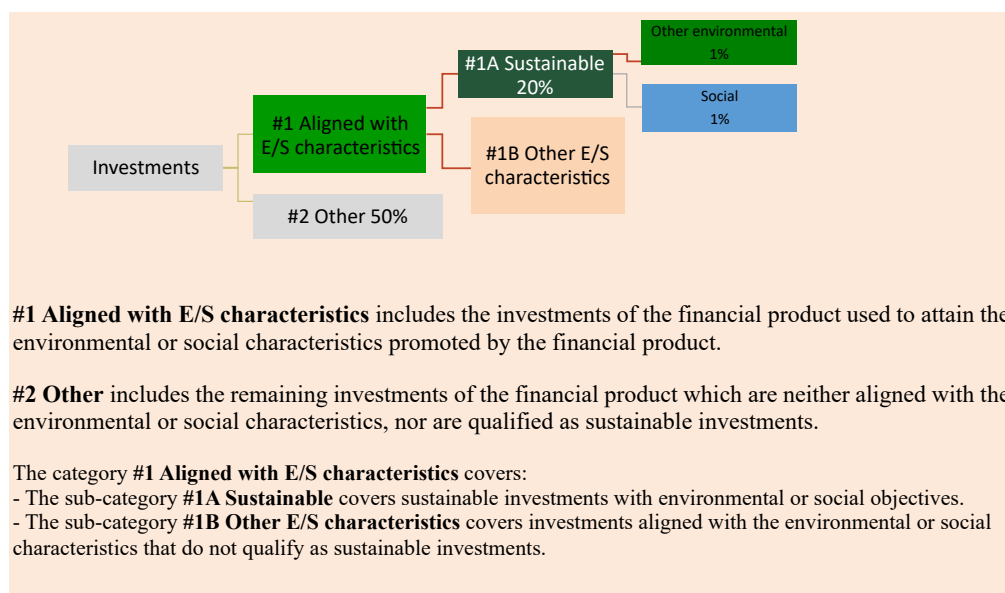 Other environmental
1%
#1A Sustainable
20%
Social
1%
#1 Aligned with
E/S characteristics
#1B Other E/S
characteristics
Investments
#2 Other 50%
#1 Aligned with E/S characteristics includes the investments of the financial product used to attain the
environmental or social characteristics promoted by the financial product.
#2 Other includes the remaining investments of the financial product which are neither aligned with the
environmental or social characteristics, nor are qualified as sustainable investments.
The category #1 Aligned with E/S characteristics covers:
- The sub-category #1A Sustainable covers sustainable investments with environmental or social objectives.
- The sub-category #1B Other E/S characteristics covers investments aligned with the environmental or social
characteristics that do not qualify as sustainable investments.